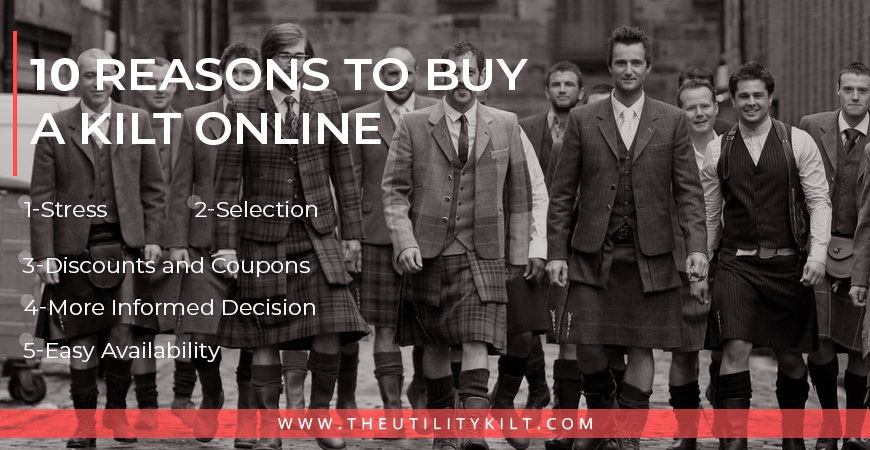 10 REASONS TO BUY
A KILT ONLINE
1-Stress 2-Selection
3-Discounts and Coupons
4-More Informed Decision
5-Easy Availability
WWW.THEUTILITYKILT.COM